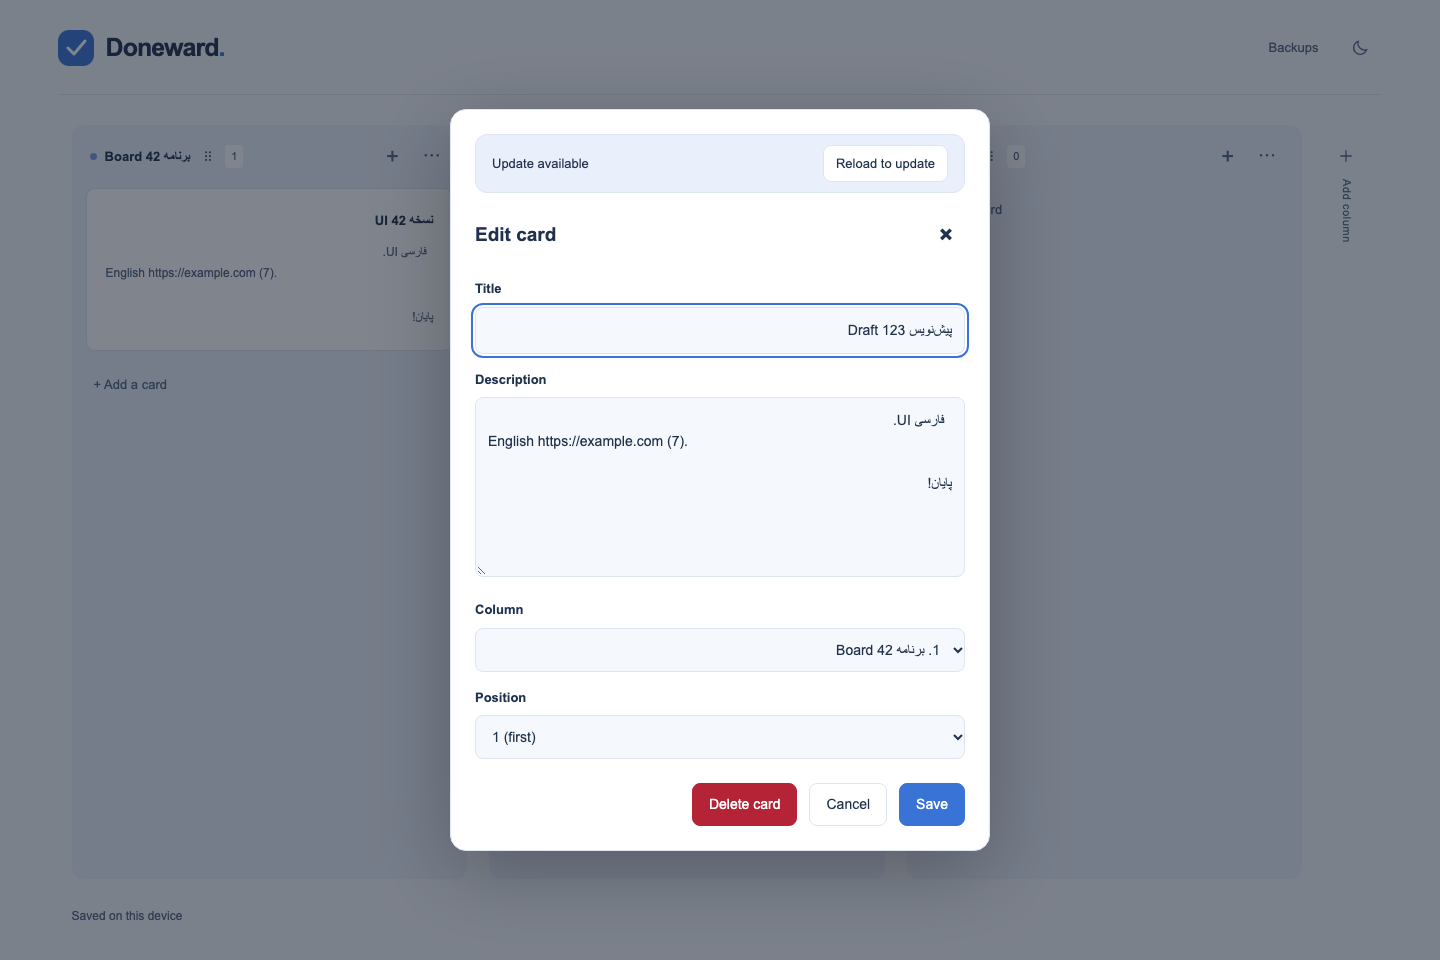 Doneward.
Backups
برنامه Board 42
1
نسخه UI 42
فارسی UI.
English https://example.com (7).
پایان!
+ Add a card
0
rd
Add column
Update available
Reload to update
Edit card
Title
پیش‌نویس Draft 123
Description
فارسی UI.
English https://example.com (7).
پایان!
Column
1. برنامه Board 42
Position
1 (first)
Delete card
Cancel
Save
Saved on this device